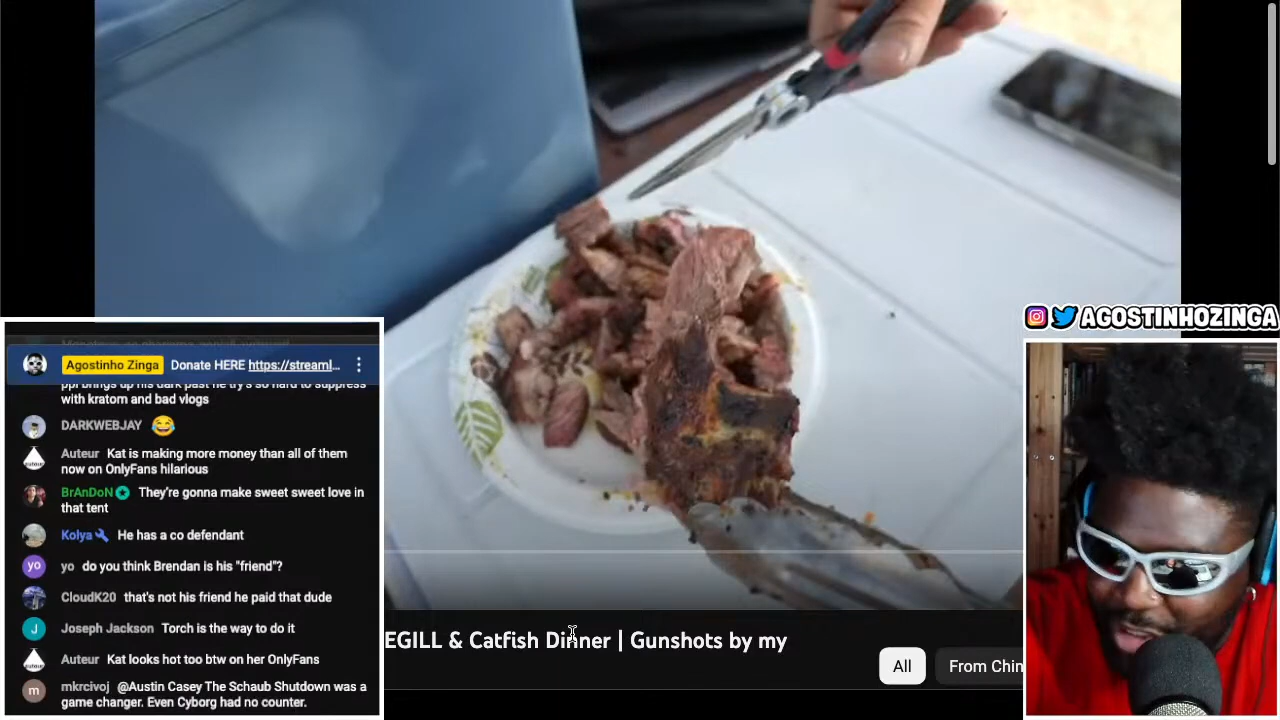 AGOSTINHOZINGA
Agostinho Zinga Donate HERE https://streaml...
ppl brings up his dark past he try's so hard to suppress
with kratom and bad vlogs
DARKWEBJAY 😂
Auteur Kat is making more money than all of them
now on OnlyFans hilarious
BrAnDoN They're gonna make sweet sweet love in
that tent
Kolya He has a co defendant
yo yo do you think Brendan is his "friend"?
CloudK20 that's not his friend he paid that dude
J Joseph Jackson Torch is the way to do it
Auteur Kat looks hot too btw on her OnlyFans
m mkrcivoj @Austin Casey The Schaub Shutdown was a
game changer. Even Cyborg had no counter.
EGILL & Catfish Dinner | Gunshots by my
All From Chin